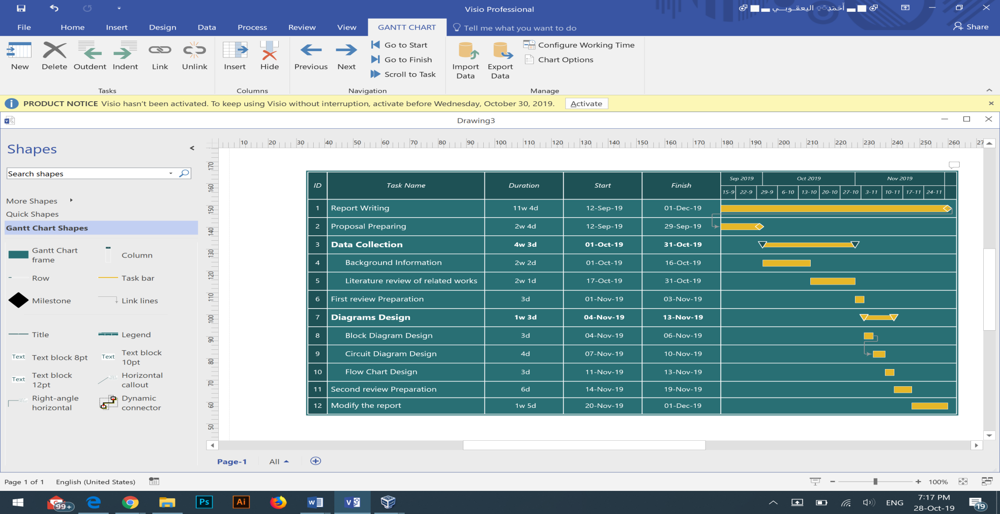 Visio Professional
أَحمَدِ اليعقـوبــي
File Home Insert Design Data Process Review View GANTT CHART Tell me what you want to do Share
New Delete Outdent Indent Link Unlink
Tasks
Insert Hide
Columns
Previous Next
Go to Start
Go to Finish
Scroll to Task
Navigation
Import Data Export Data
Configure Working Time
Chart Options
Manage
PRODUCT NOTICE Visio hasn't been activated. To keep using Visio without interruption, activate before Wednesday, October 30, 2019. Activate
Drawing3
Shapes
Search shapes
More Shapes
Quick Shapes
Gantt Chart Shapes
Gantt Chart frame
Column
Row
Task bar
Milestone
Link lines
Title
Legend
Text Text block 8pt
Text Text block 10pt
Text Text block 12pt
Horizontal callout
Right-angle horizontal
Dynamic connector
10 20 30 40 50 60 70 80 90 100 110 120 130 140 150 160 170 180 190 200 210 220 230 240 250 260 27
170 160 150 140 130 120 110 100 90 80 70 60 50
ID Task Name Duration Start Finish Sep 2019 Oct 2019 Nov 2019
15-9 22-9 29-9 6-10 13-10 20-10 27-10 3-11 10-11 17-11 24-11
1 Report Writing 11w 4d 12-Sep-19 01-Dec-19
2 Proposal Preparing 2w 4d 12-Sep-19 29-Sep-19
3 Data Collection 4w 3d 01-Oct-19 31-Oct-19
4 Background Information 2w 2d 01-Oct-19 16-Oct-19
5 Literature review of related works 2w 1d 17-Oct-19 31-Oct-19
6 First review Preparation 3d 01-Nov-19 03-Nov-19
7 Diagrams Design 1w 3d 04-Nov-19 13-Nov-19
8 Block Diagram Design 3d 04-Nov-19 06-Nov-19
9 Circuit Diagram Design 4d 07-Nov-19 10-Nov-19
10 Flow Chart Design 3d 11-Nov-19 13-Nov-19
11 Second review Preparation 6d 14-Nov-19 19-Nov-19
12 Modify the report 1w 5d 20-Nov-19 01-Dec-19
Page-1 All
Page 1 of 1 English (United States) 100%
99+ Ps Ai W V ENG 7:17 PM
28-Oct-19 19